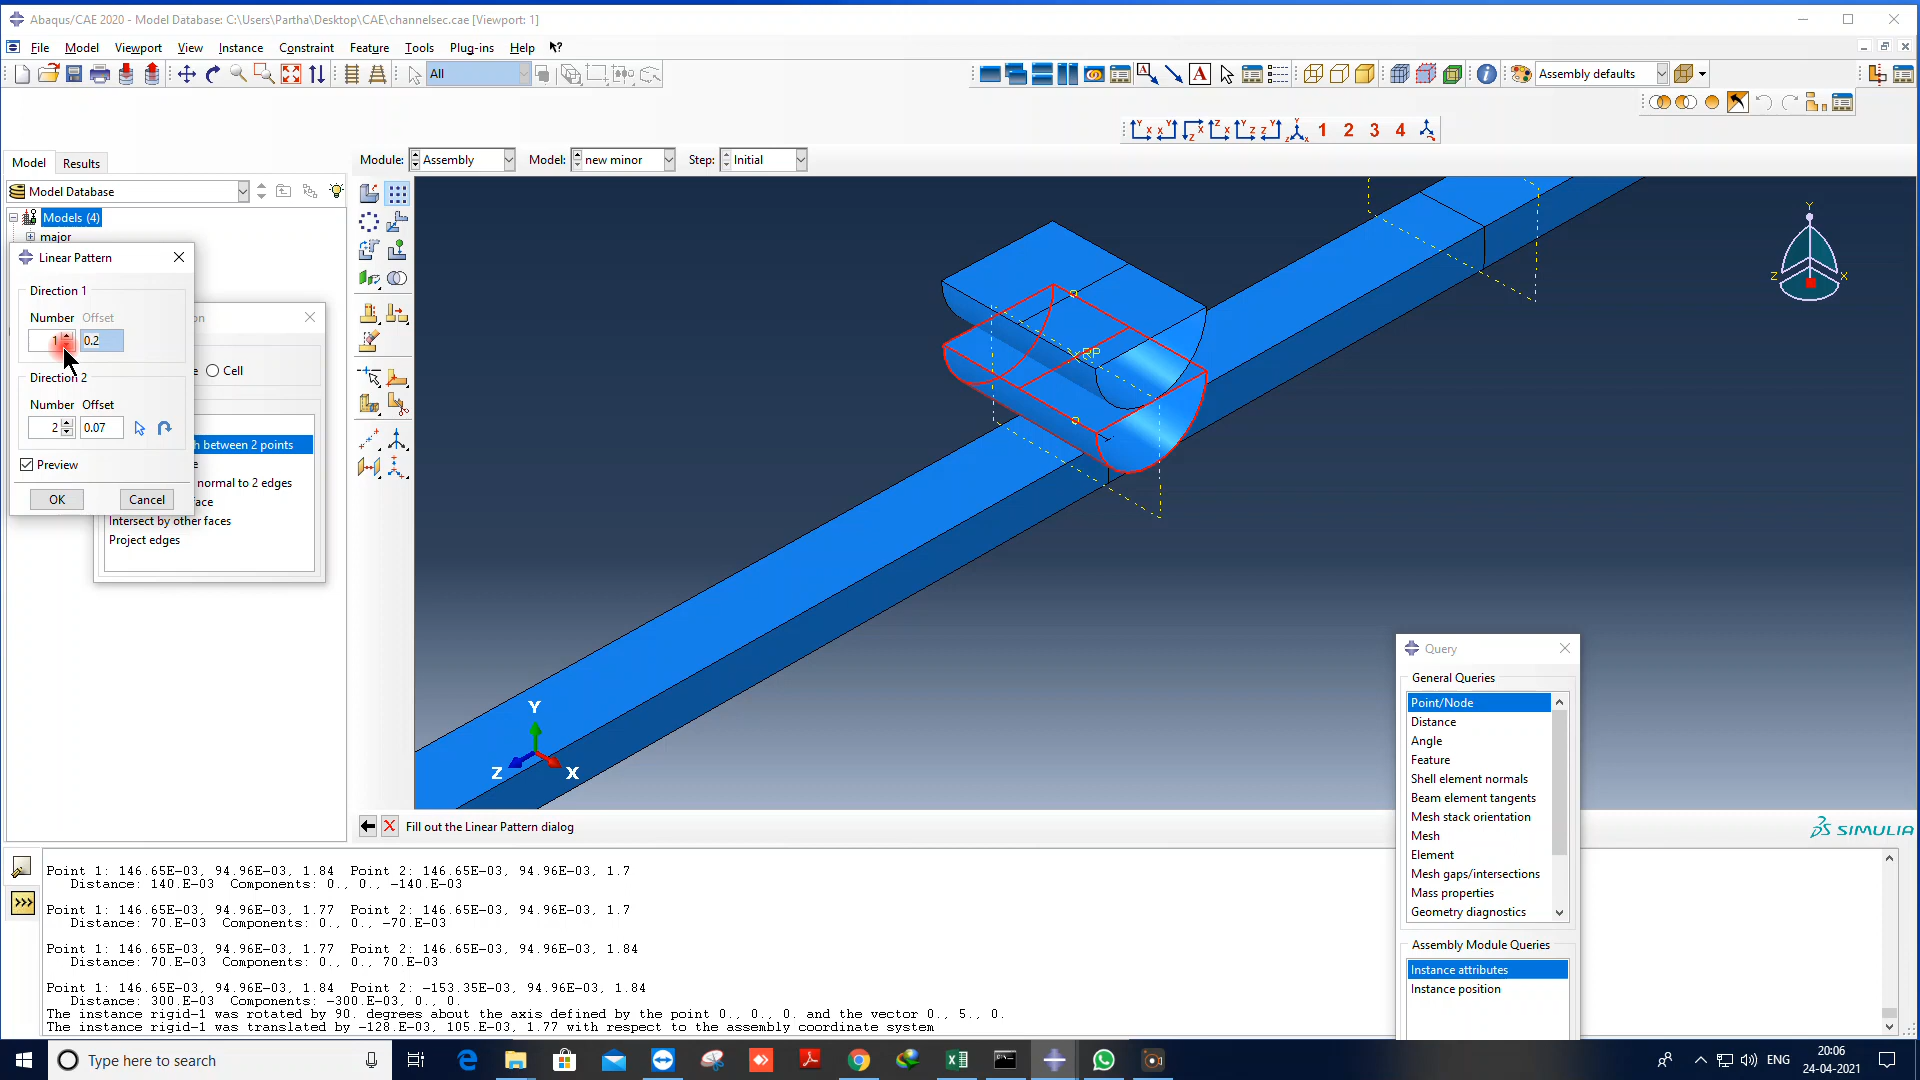 Abaqus/CAE 2020 - Model Database: C:\Users\Partha\Desktop\CAE\channelsec.cae [Viewport: 1]
File Model Viewport View Instance Constraint Feature Tools Plug-ins Help
All
Assembly defaults
1 2 3 4
Model Results
Module: Assembly Model: new minor Step: Initial
Model Database
Models (4)
major
Linear Pattern
Direction 1
Number Offset
1 0.2
Direction 2
Number Offset
2 0.07
Preview
OK Cancel
Cell
between 2 points
normal to 2 edges
Intersect by other faces
Project edges
RP
Y
Z X
Y
Z X
Query
General Queries
Point/Node
Distance
Angle
Feature
Shell element normals
Beam element tangents
Mesh stack orientation
Mesh
Element
Mesh gaps/intersections
Mass properties
Geometry diagnostics
Assembly Module Queries
Instance attributes
Instance position
Fill out the Linear Pattern dialog
SIMULIA
Point 1: 146.65E-03, 94.96E-03, 1.84 Point 2: 146.65E-03, 94.96E-03, 1.7
Distance: 140.E-03 Components: 0., 0., -140.E-03
Point 1: 146.65E-03, 94.96E-03, 1.77 Point 2: 146.65E-03, 94.96E-03, 1.7
Distance: 70.E-03 Components: 0., 0., -70.E-03
Point 1: 146.65E-03, 94.96E-03, 1.77 Point 2: 146.65E-03, 94.96E-03, 1.84
Distance: 70.E-03 Components: 0., 0., 70.E-03
Point 1: 146.65E-03, 94.96E-03, 1.84 Point 2: -153.35E-03, 94.96E-03, 1.84
Distance: 300.E-03 Components: -300.E-03, 0., 0.
The instance rigid-1 was rotated by 90. degrees about the axis defined by the point 0., 0., 0. and the vector 0., 5., 0.
The instance rigid-1 was translated by -128.E-03, 105.E-03, 1.77 with respect to the assembly coordinate system
Type here to search
ENG
20:06
24-04-2021